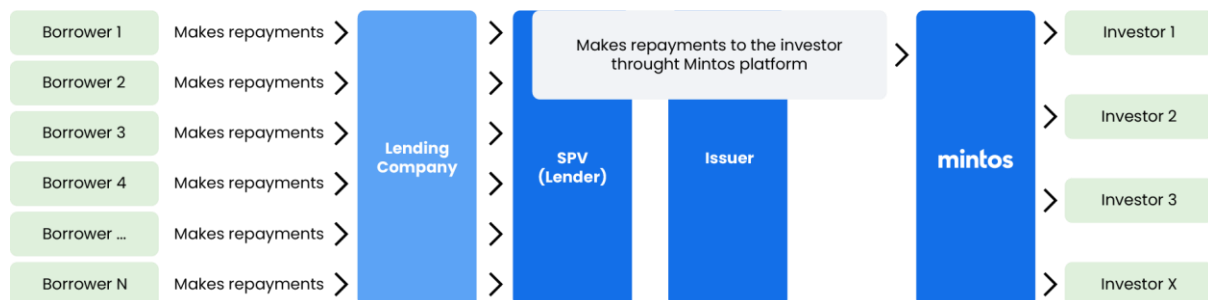 Borrower 1
Makes repayments
Borrower 2
Makes repayments
Borrower 3
Makes repayments
Borrower 4
Makes repayments
Borrower ...
Makes repayments
Borrower N
Makes repayments
Lending
Company
SPV
(Lender)
Issuer
Makes repayments to the investor
throught Mintos platform
mintos
Investor 1
Investor 2
Investor 3
Investor X